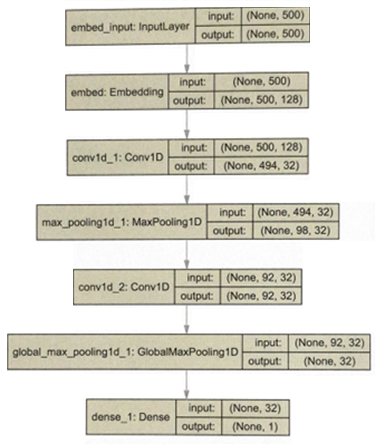 embed_input: InputLayer input: (None, 500)
output: (None, 500)
embed: Embedding input: (None, 500)
output: (None, 500, 128)
conv1d_1: Conv1D input: (None, 500, 128)
output: (None, 494, 32)
max_pooling1d_1: MaxPooling1D input: (None, 494, 32)
output: (None, 98, 32)
conv1d_2: Conv1D input: (None, 92, 32)
output: (None, 92, 32)
global_max_pooling1d_1: GlobalMaxPooling1D input: (None, 92, 32)
output: (None, 32)
dense_1: Dense input: (None, 32)
output: (None, 1)